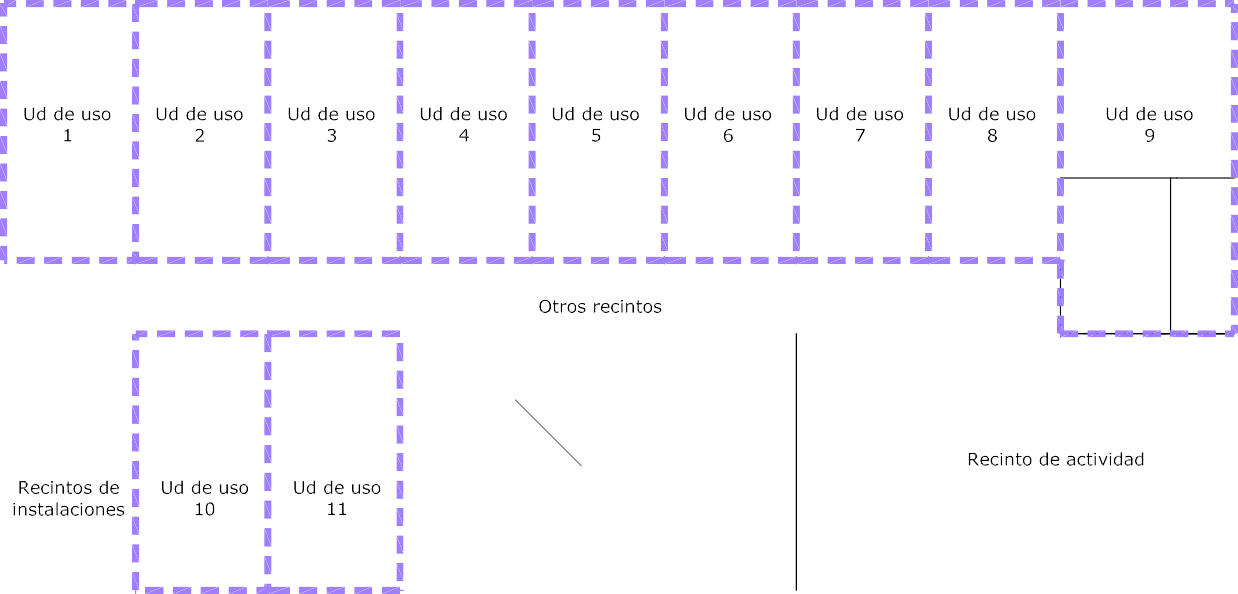 Ud de uso
1
Ud de uso
2
Ud de uso
3
Ud de uso
4
Ud de uso
5
Ud de uso
6
Ud de uso
7
Ud de uso
8
Ud de uso
9
Otros recintos
Recinto de actividad
Recintos de
instalaciones
Ud de uso
10
Ud de uso
11